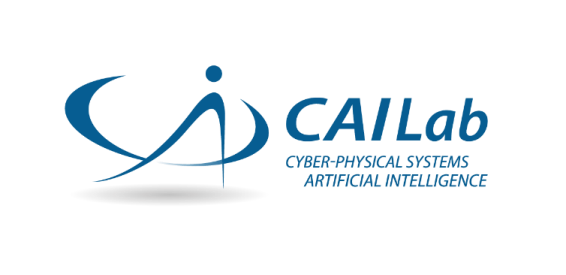 CAILab
CYBER-PHYSICAL SYSTEMS
ARTIFICIAL INTELLIGENCE